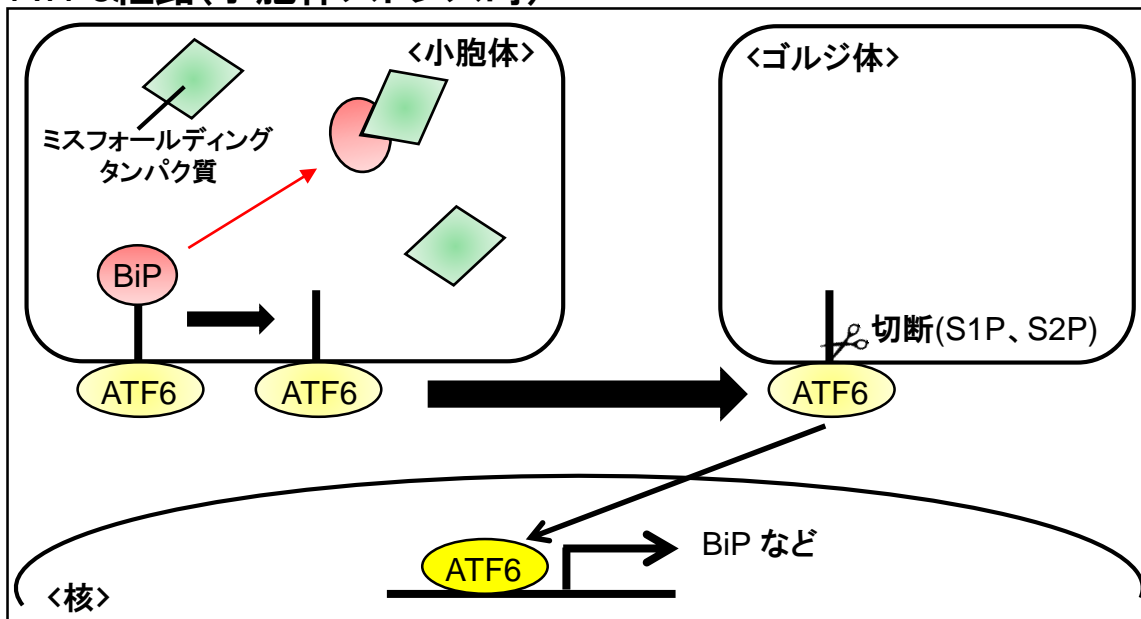 <小胞体>
<ゴルジ体>
ミスフォールディング
タンパク質
BiP
切断(S1P、S2P)
ATF6
ATF6
ATF6
BiP など
ATF6
<核>